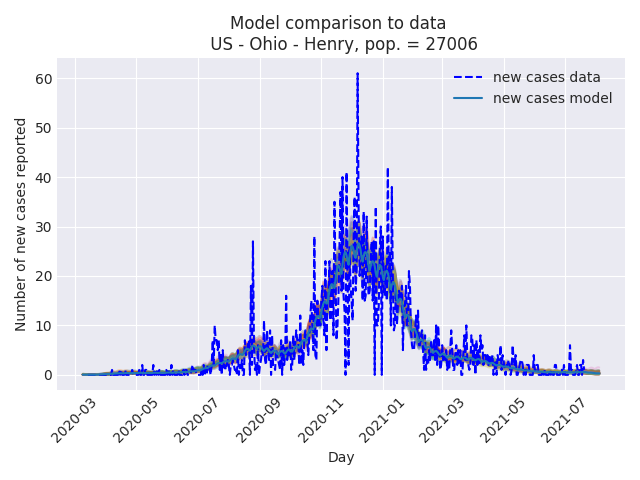 Model comparison to data
US - Ohio - Henry, pop. = 27006
new cases data
new cases model
Number of new cases reported
60
50
40
30
20
10
0
2020-03
2020-05
2020-07
2020-09
2020-11
2021-01
2021-03
2021-05
2021-07
Day